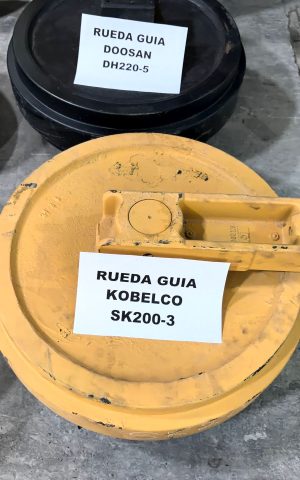 RUEDA GUIA
DOOSAN
DH220-5
RUEDA GUIA
KOBELCO
SK200-3